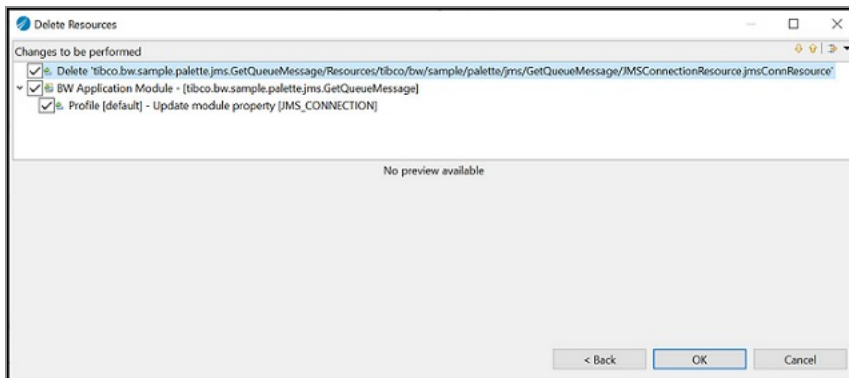 Delete Resources
Changes to be performed
Delete 'tibco.bw.sample.palette.jms.GetQueueMessage/Resources/tibco/bw/sample/palette/jms/GetQueueMessage/JMSConnectionResource.jmsConnResource'
BW Application Module - [tibco.bw.sample.palette.jms.GetQueueMessage]
Profile [default] - Update module property [JMS_CONNECTION]
No preview available
< Back
OK
Cancel